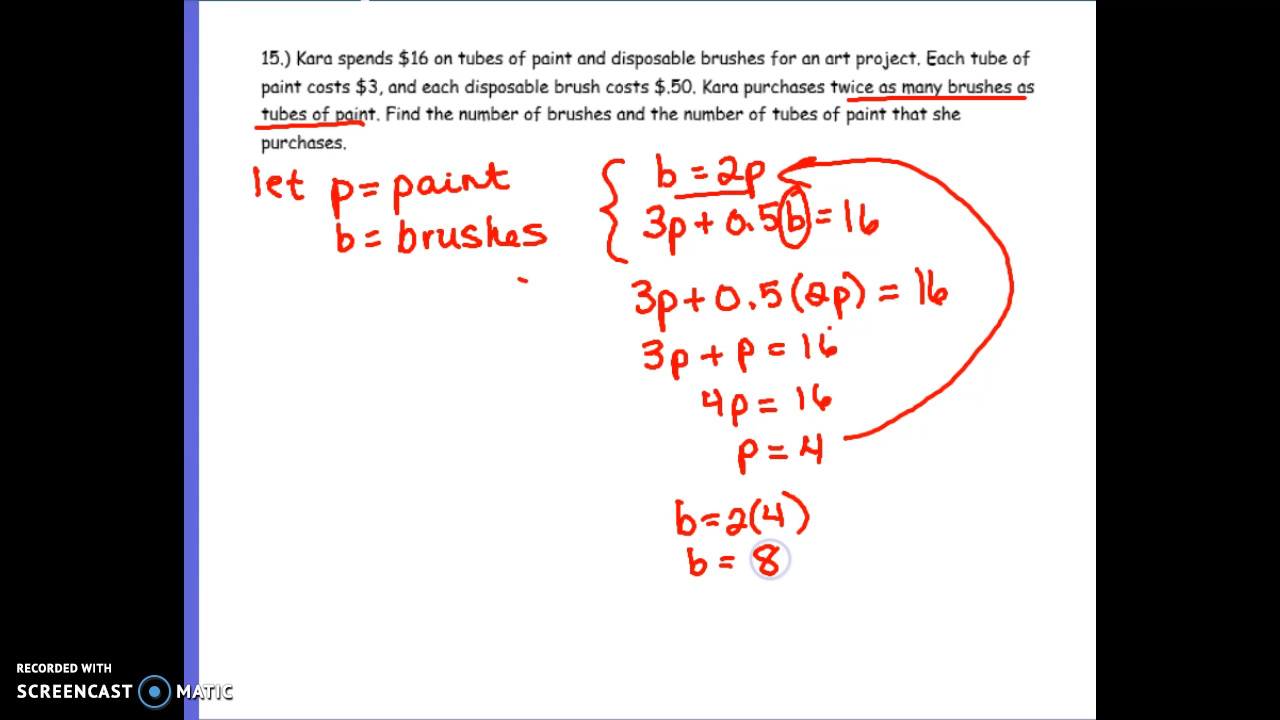 15.) Kara spends $16 on tubes of paint and disposable brushes for an art project. Each tube of
paint costs $3, and each disposable brush costs $.50. Kara purchases twice as many brushes as
tubes of paint. Find the number of brushes and the number of tubes of paint that she
purchases.
let p = paint
b = brushes
b = 2p
3p + 0.5b = 16
3p + 0.5(2p) = 16
3p + p = 16
4p = 16
p = 4
b = 2(4)
b = 8
RECORDED WITH
SCREENCAST MATIC